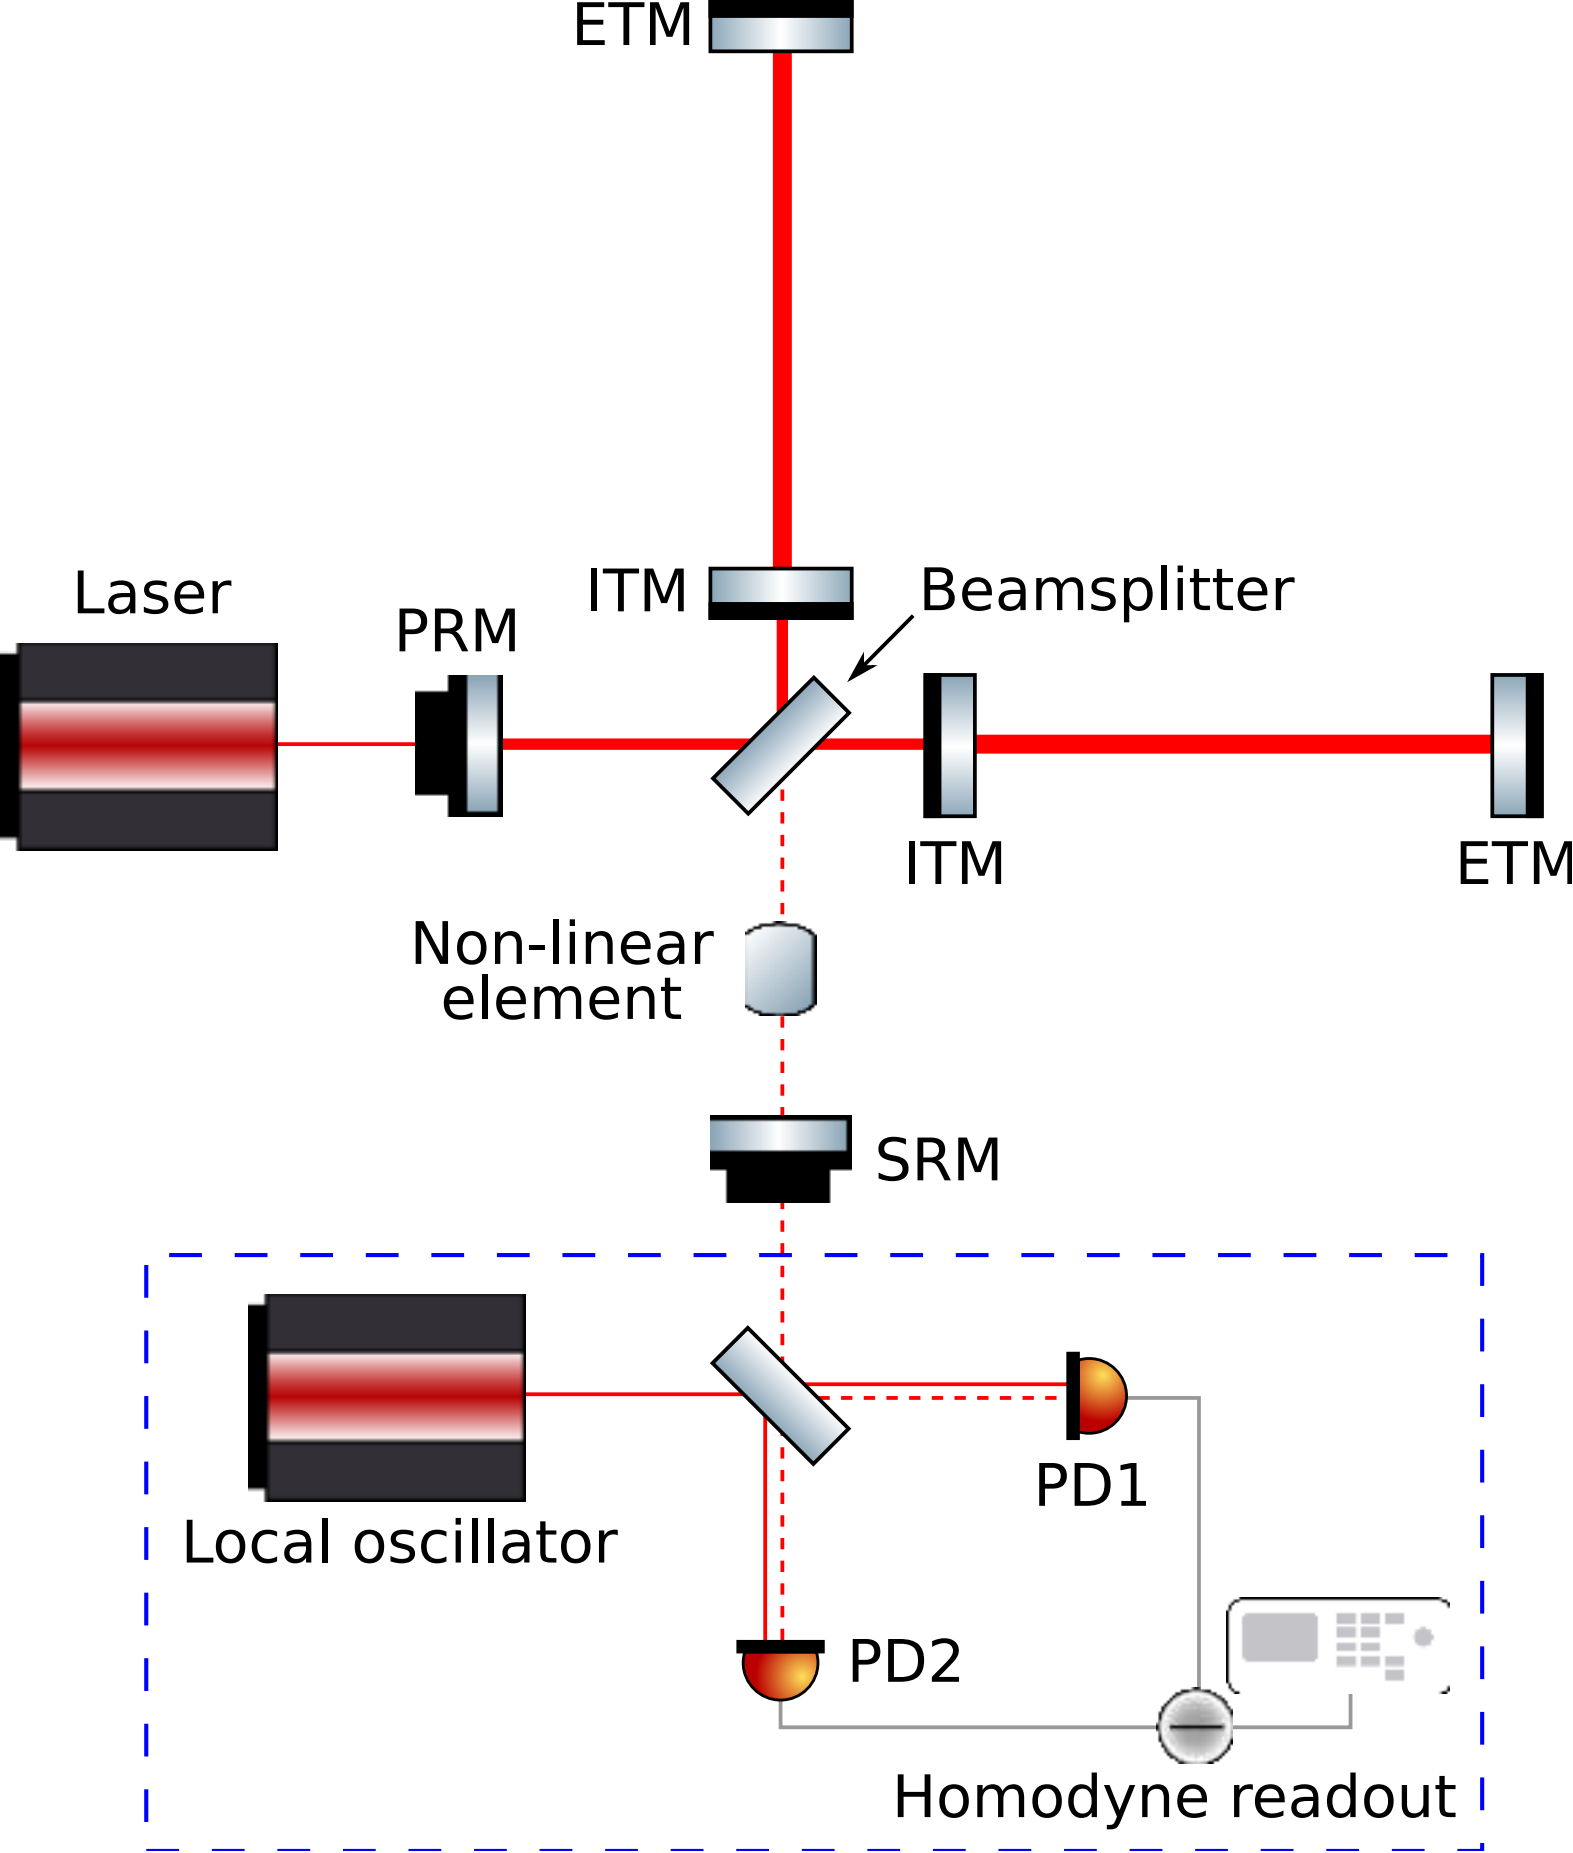 ETM
ITM
Beamsplitter
Laser
PRM
ITM
ETM
Non-linear
element
SRM
PD1
Local oscillator
PD2
Homodyne readout